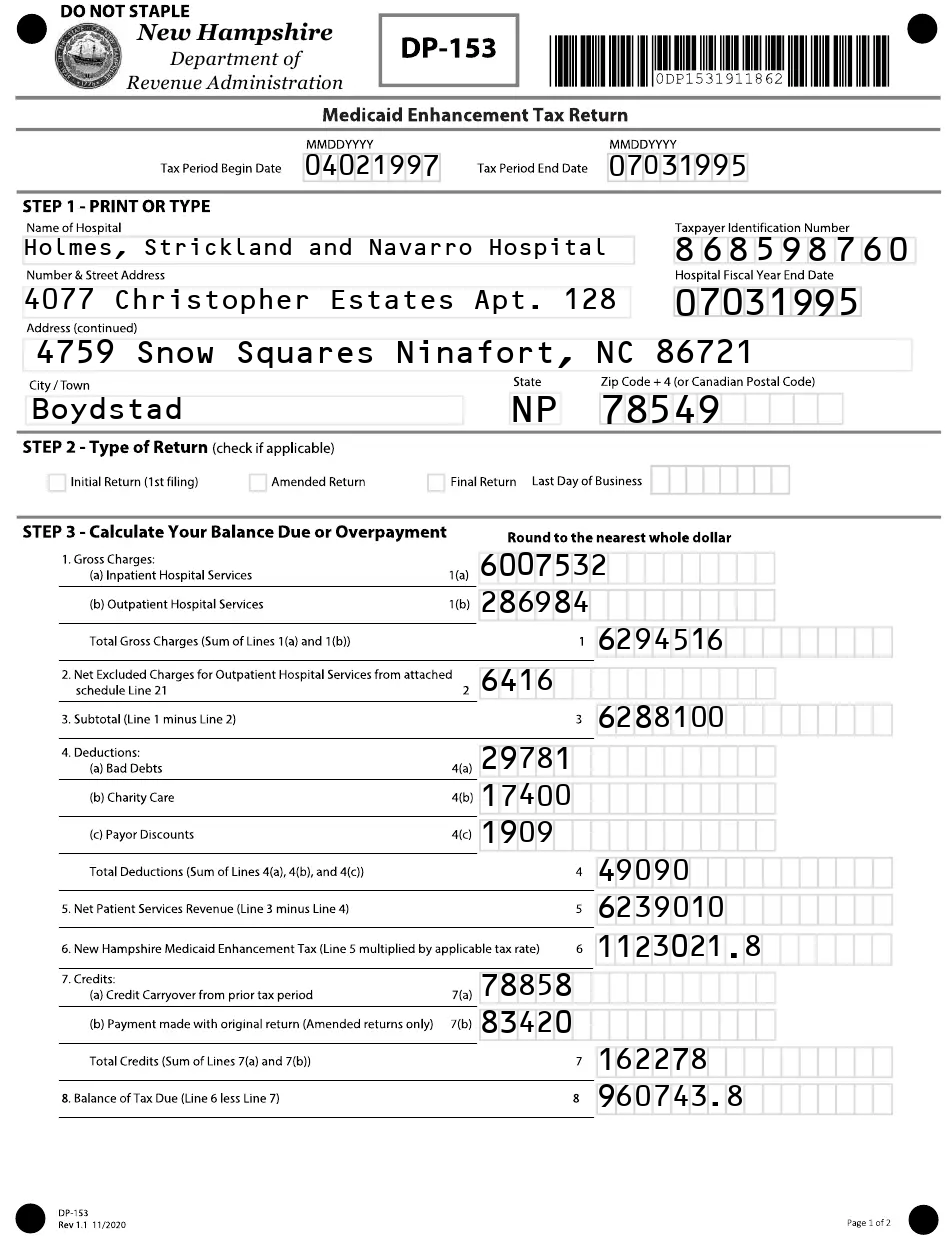 DO NOT STAPLE
New Hampshire
Department of
Revenue Administration
DP-153
0DP1531911862
Medicaid Enhancement Tax Return
MMDDYYYY MMDDYYYY
Tax Period Begin Date 04021997 Tax Period End Date 07031995
STEP 1 - PRINT OR TYPE
Name of Hospital Taxpayer Identification Number
Holmes, Strickland and Navarro Hospital 868598760
Number & Street Address Hospital Fiscal Year End Date
4077 Christopher Estates Apt. 128 07031995
Address (continued)
4759 Snow Squares Ninafort, NC 86721
City / Town State Zip Code + 4 (or Canadian Postal Code)
Boydstad NP 78549
STEP 2 - Type of Return (check if applicable)
Initial Return (1st filing) Amended Return Final Return Last Day of Business
STEP 3 - Calculate Your Balance Due or Overpayment Round to the nearest whole dollar
1. Gross Charges:
(a) Inpatient Hospital Services 1(a) 6007532
(b) Outpatient Hospital Services 1(b) 286984
Total Gross Charges (Sum of Lines 1(a) and 1(b)) 1 6294516
2. Net Excluded Charges for Outpatient Hospital Services from attached
schedule Line 21 2 6416
3. Subtotal (Line 1 minus Line 2) 3 6288100
4. Deductions:
(a) Bad Debts 4(a) 29781
(b) Charity Care 4(b) 17400
(c) Payor Discounts 4(c) 1909
Total Deductions (Sum of Lines 4(a), 4(b), and 4(c)) 4 49090
5. Net Patient Services Revenue (Line 3 minus Line 4) 5 6239010
6. New Hampshire Medicaid Enhancement Tax (Line 5 multiplied by applicable tax rate) 6 1123021.8
7. Credits:
(a) Credit Carryover from prior tax period 7(a) 78858
(b) Payment made with original return (Amended returns only) 7(b) 83420
Total Credits (Sum of Lines 7(a) and 7(b)) 7 162278
8. Balance of Tax Due (Line 6 less Line 7) 8 960743.8
DP-153
Rev 1.1 11/2020 Page 1 of 2